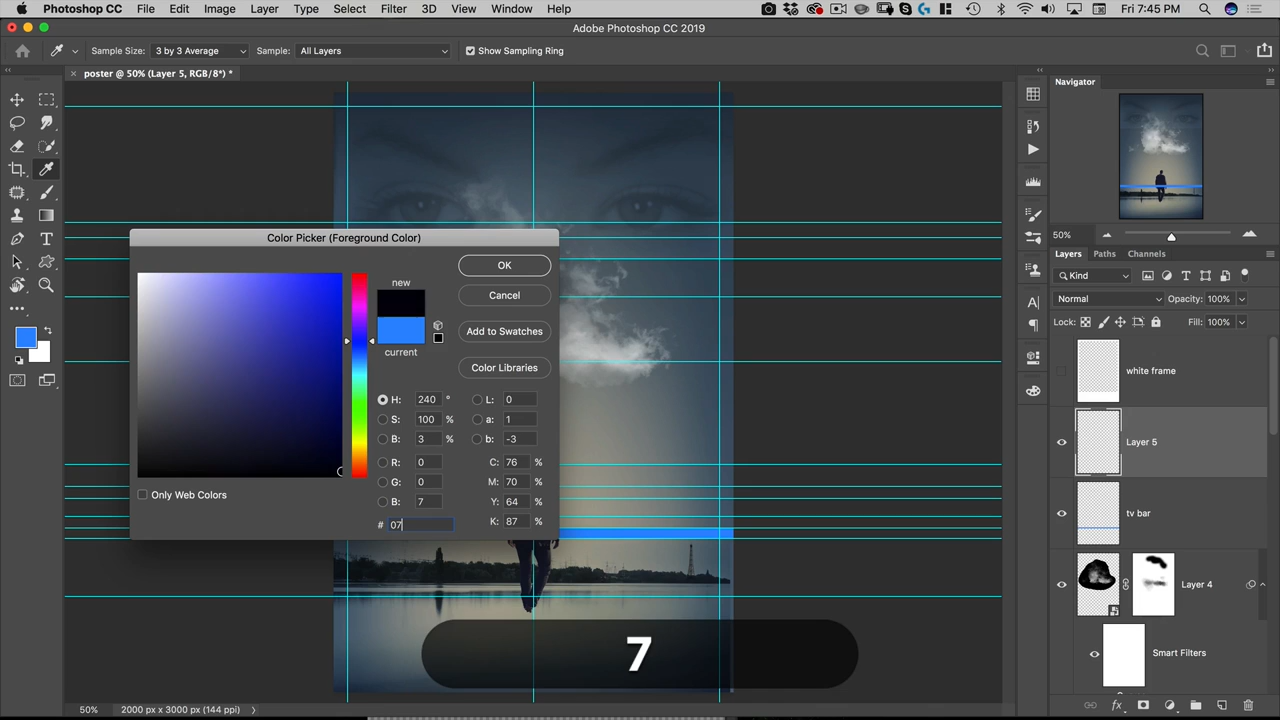 Photoshop CC File Edit Image Layer Type Select Filter 3D View Window Help Fri 7:45 PM
Adobe Photoshop CC 2019
Sample Size: 3 by 3 Average Sample: All Layers Show Sampling Ring
× poster @ 50% (Layer 5, RGB/8*) *
Navigator
50%
Layers Paths Channels
Kind
Normal Opacity: 100%
Lock: Fill: 100%
white frame
Layer 5
tv bar
Layer 4
Smart Filters
Color Picker (Foreground Color)
new
current
OK
Cancel
Add to Swatches
Color Libraries
H: 240 ° L: 0
S: 100 % a: 1
B: 3 % b: -3
R: 0 C: 76 %
G: 0 M: 70 %
B: 7 Y: 64 %
# 07 K: 87 %
Only Web Colors
7
50% 2000 px x 3000 px (144 ppi)